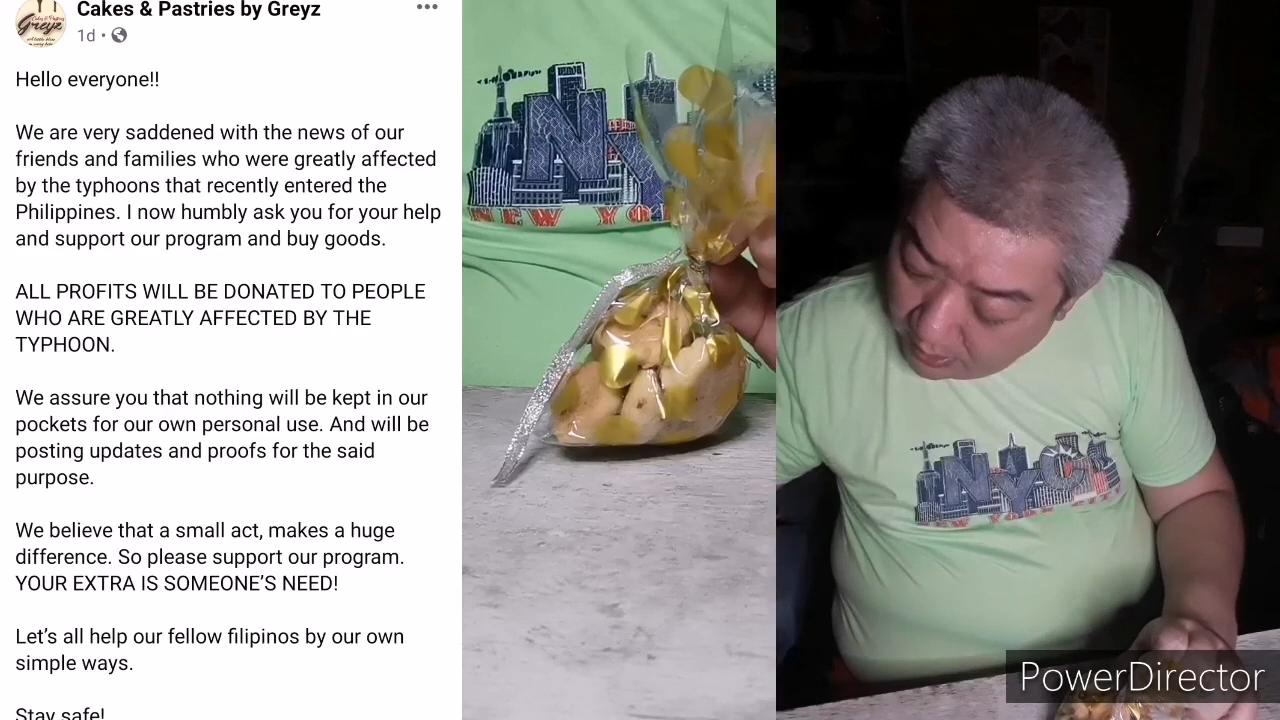 Cakes & Pastries by Greyz
1d
Hello everyone!!
We are very saddened with the news of our
friends and families who were greatly affected
by the typhoons that recently entered the
Philippines. I now humbly ask you for your help
and support our program and buy goods.
ALL PROFITS WILL BE DONATED TO PEOPLE
WHO ARE GREATLY AFFECTED BY THE
TYPHOON.
We assure you that nothing will be kept in our
pockets for our own personal use. And will be
posting updates and proofs for the said
purpose.
We believe that a small act, makes a huge
difference. So please support our program.
YOUR EXTRA IS SOMEONE'S NEED!
Let's all help our fellow filipinos by our own
simple ways.
Stay safe!
Greyz
NEW YOR
NYC
PowerDirector